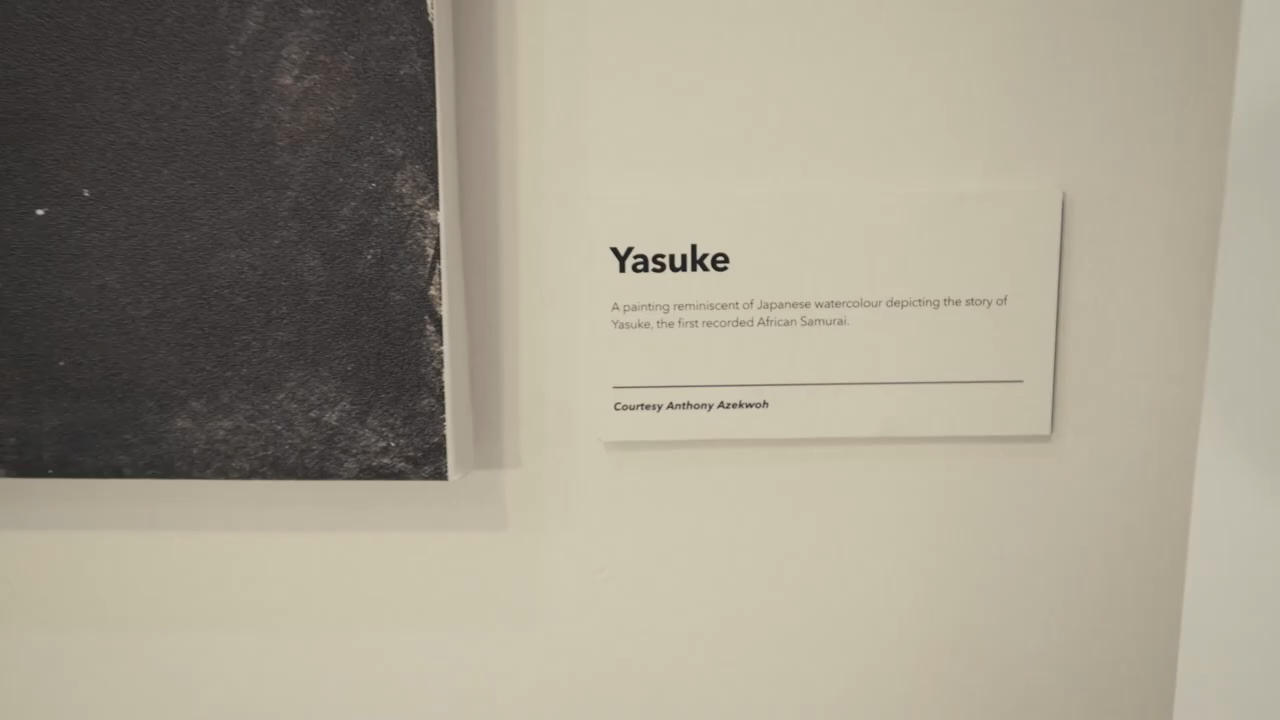 Yasuke
A painting reminiscent of Japanese watercolour depicting the story of
Yasuke, the first recorded African Samurai.
Courtesy Anthony Azekwoh